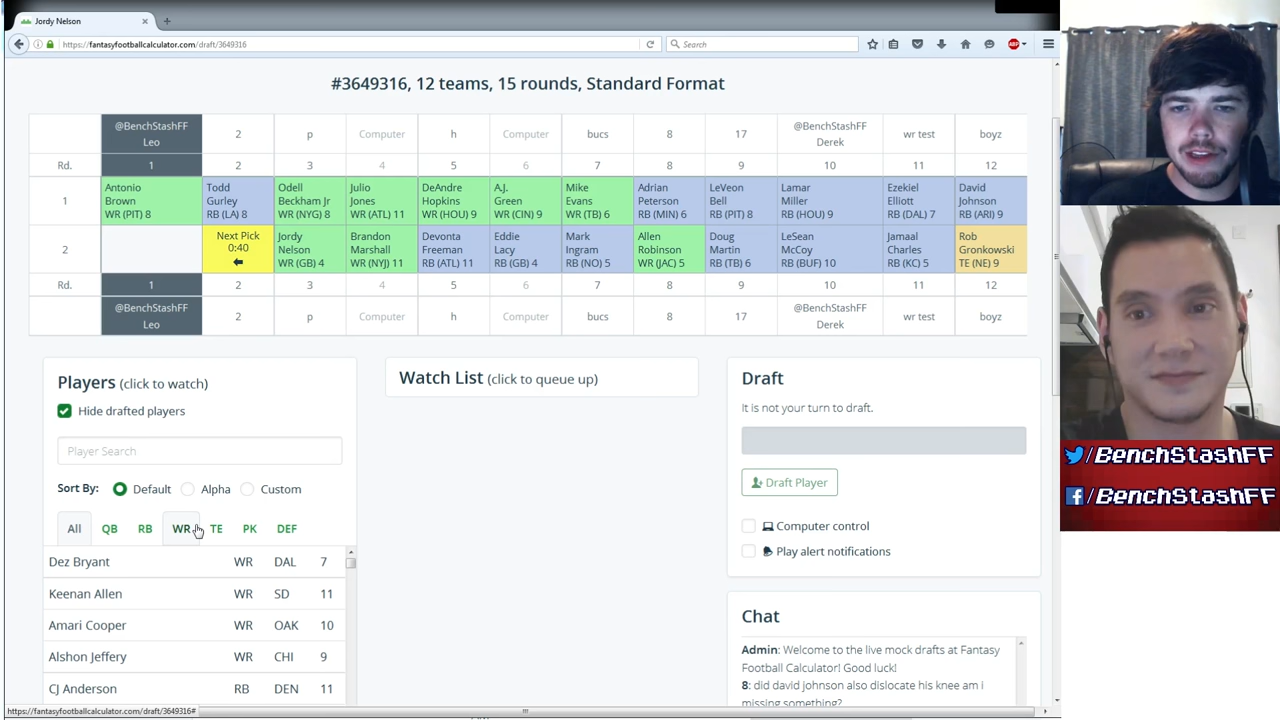 Jordy Nelson
https://fantasyfootballcalculator.com/draft/3649316
Search
ABP
#3649316, 12 teams, 15 rounds, Standard Format
@BenchStashFF Leo 2 p Computer h Computer bucs 8 17 @BenchStashFF Derek wr test boyz
Rd. 1 2 3 4 5 6 7 8 9 10 11 12
1
Antonio Brown WR (PIT) 8
Todd Gurley RB (LA) 8
Odell Beckham Jr WR (NYG) 8
Julio Jones WR (ATL) 11
DeAndre Hopkins WR (HOU) 9
A.J. Green WR (CIN) 9
Mike Evans WR (TB) 6
Adrian Peterson RB (MIN) 6
LeVeon Bell RB (PIT) 8
Lamar Miller RB (HOU) 9
Ezekiel Elliott RB (DAL) 7
David Johnson RB (ARI) 9
2
Next Pick 0:40
Jordy Nelson WR (GB) 4
Brandon Marshall WR (NYJ) 11
Devonta Freeman RB (ATL) 11
Eddie Lacy RB (GB) 4
Mark Ingram RB (NO) 5
Allen Robinson WR (JAC) 5
Doug Martin RB (TB) 6
LeSean McCoy RB (BUF) 10
Jamaal Charles RB (KC) 5
Rob Gronkowski TE (NE) 9
Rd. 1 2 3 4 5 6 7 8 9 10 11 12
@BenchStashFF Leo 2 p Computer h Computer bucs 8 17 @BenchStashFF Derek wr test boyz
Players (click to watch)
Hide drafted players
Player Search
Sort By: Default Alpha Custom
All QB RB WR TE PK DEF
Dez Bryant WR DAL 7
Keenan Allen WR SD 11
Amari Cooper WR OAK 10
Alshon Jeffery WR CHI 9
CJ Anderson RB DEN 11
Watch List (click to queue up)
Draft
It is not your turn to draft.
Draft Player
Computer control
Play alert notifications
Chat
Admin: Welcome to the live mock drafts at Fantasy
Football Calculator! Good luck!
8: did david johnson also dislocate his knee am i
missing something?
https://fantasyfootballcalculator.com/draft/3649316#
/BenchStashFF
/BenchStashFF